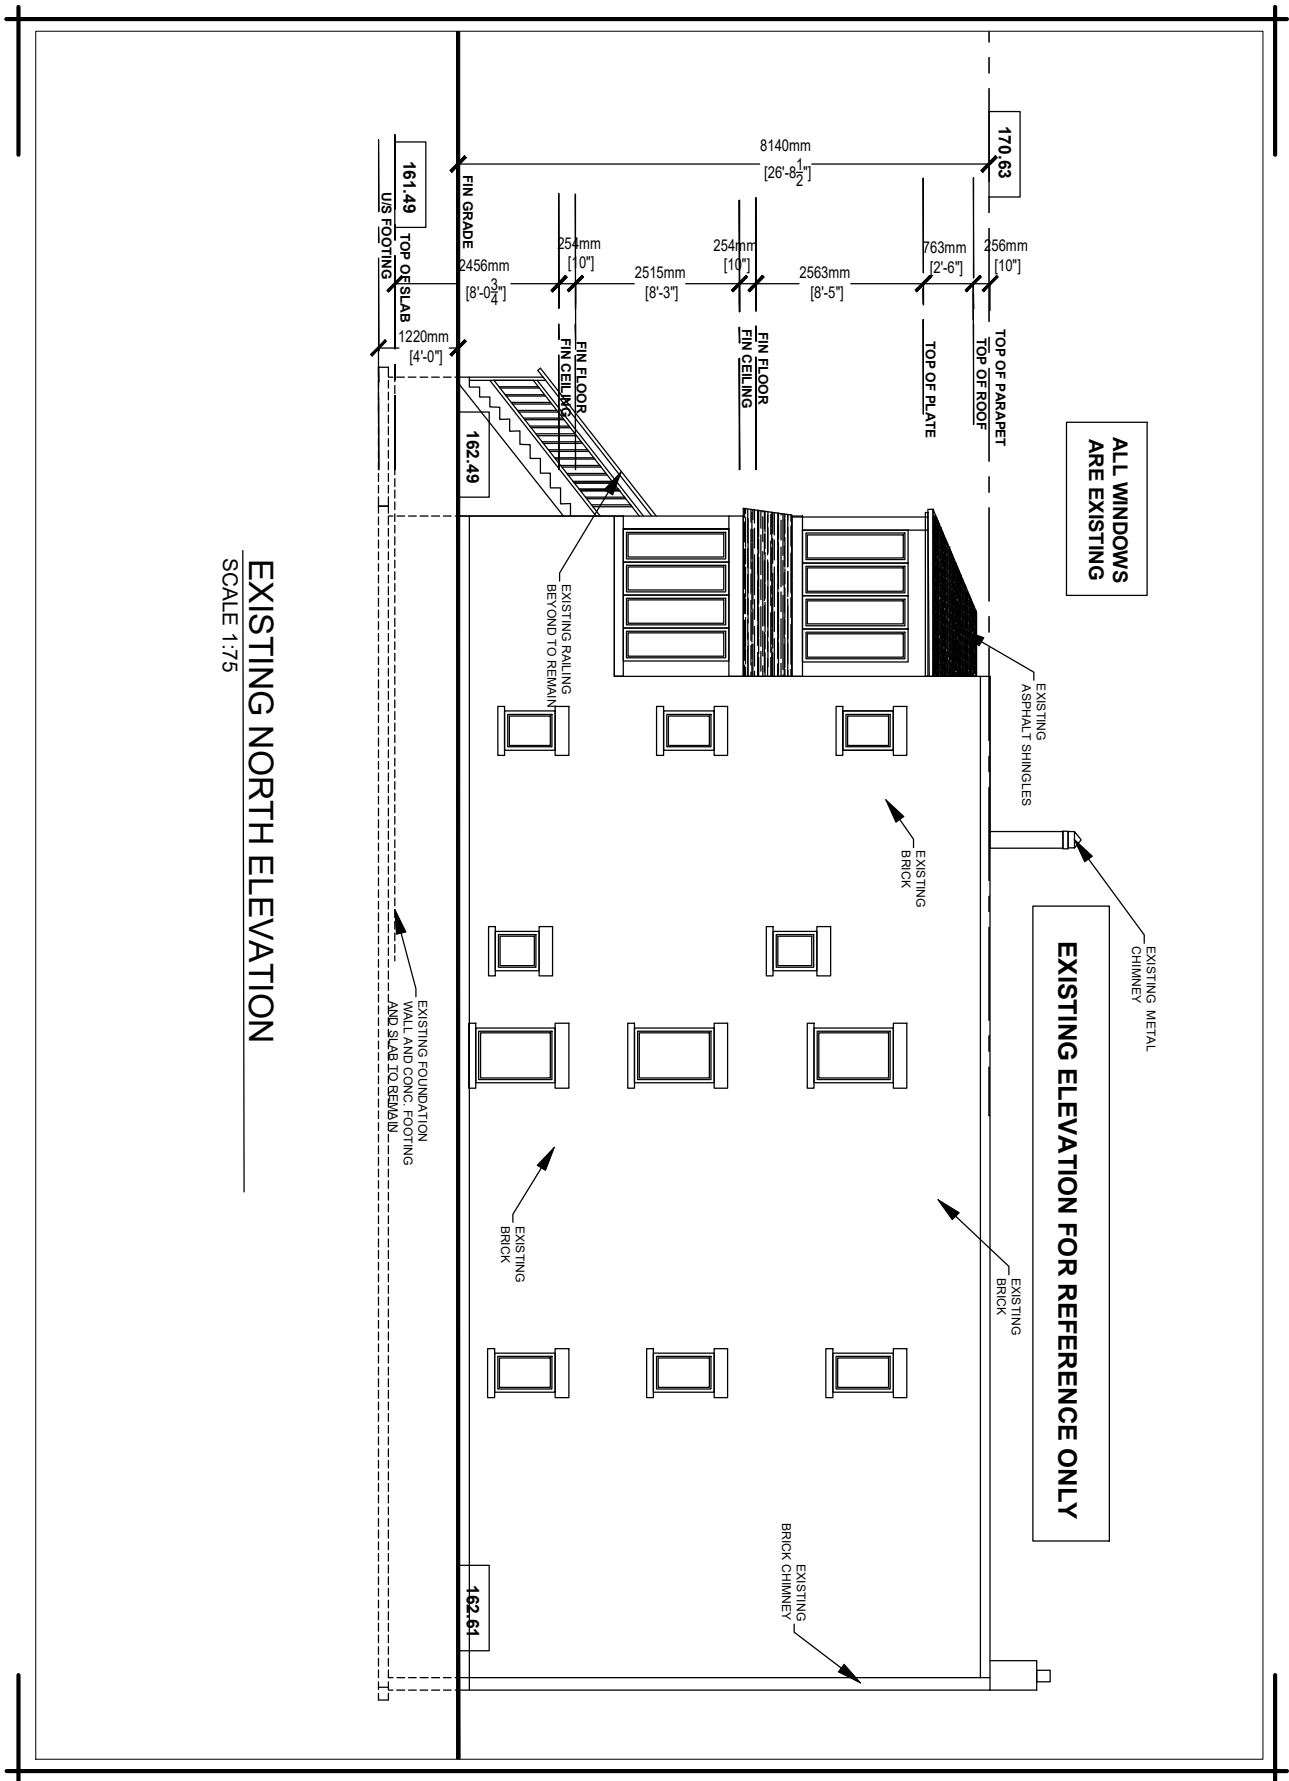 ALL WINDOWS
ARE EXISTING
EXISTING ELEVATION FOR REFERENCE ONLY
EXISTING METAL
CHIMNEY
170.63
TOP OF PARAPET
TOP OF ROOF
256mm
[10"]
763mm
[2'-6"]
TOP OF PLATE
EXISTING
ASPHALT SHINGLES
EXISTING
BRICK
EXISTING
BRICK
8140mm
[26'-8 1/2"]
2563mm
[8'-5"]
FIN FLOOR
FIN CEILING
254mm
[10"]
2515mm
[8'-3"]
FIN FLOOR
FIN CEILING
254mm
[10"]
EXISTING
BRICK CHIMNEY
EXISTING RAILING
BEYOND TO REMAIN
EXISTING
BRICK
2456mm
[8'-0 3/4"]
FIN GRADE
162.49
162.61
161.49
TOP OF SLAB
U/S FOOTING
1220mm
[4'-0"]
EXISTING FOUNDATION
WALL AND CONC. FOOTING
AND SLAB TO REMAIN
EXISTING NORTH ELEVATION
SCALE 1:75